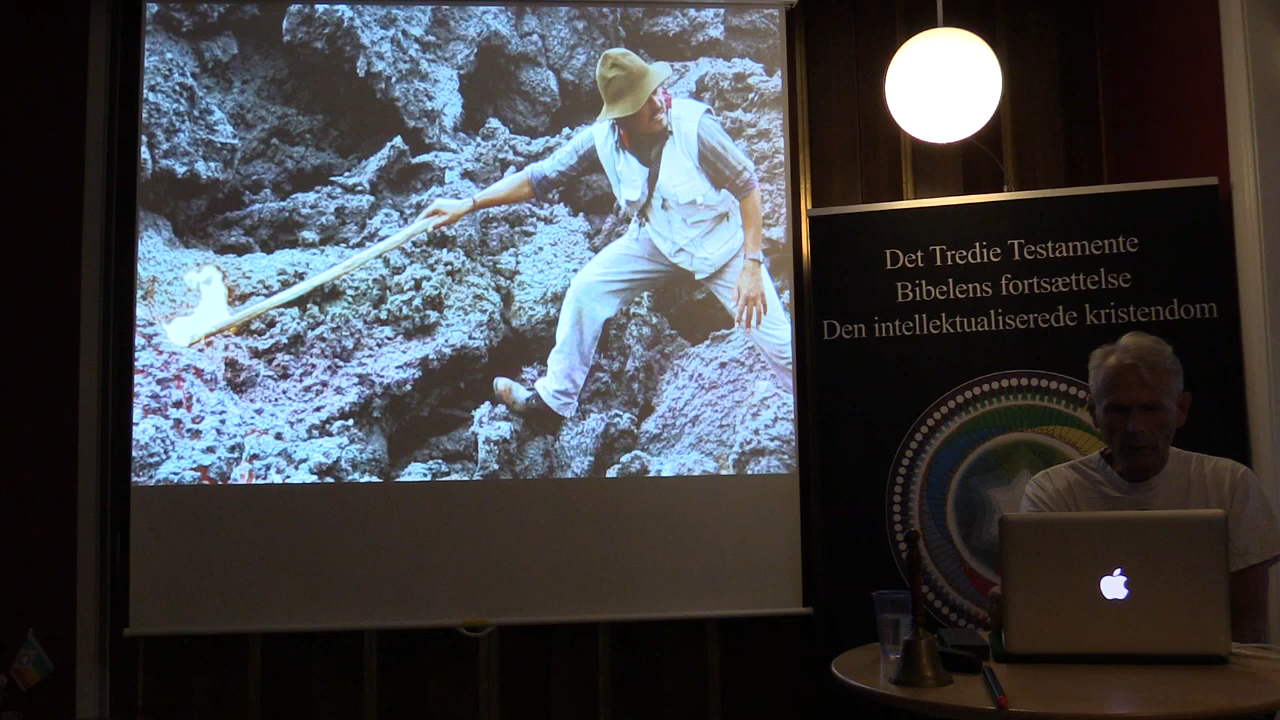 Det Tredie Testamente
Bibelens fortsættelse
Den intellektualiserede kristendom